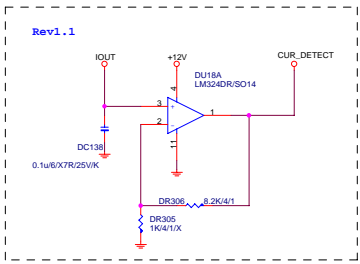 Rev1.1
IOUT
+12V
CUR_DETECT
DU18A
LM324DR/SO14
4
3
+
1
2
-
11
DC138
0.1u/6/X7R/25V/K
DR306
8.2K/4/1
DR305
1K/4/1/X